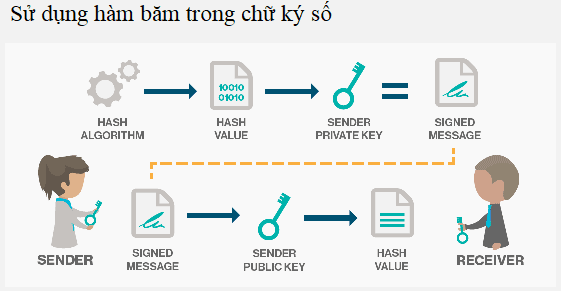 Sử dụng hàm băm trong chữ ký số
10010
01010
HASH
ALGORITHM
HASH
VALUE
SENDER
PRIVATE KEY
SIGNED
MESSAGE
SENDER
SIGNED
MESSAGE
SENDER
PUBLIC KEY
HASH
VALUE
RECEIVER